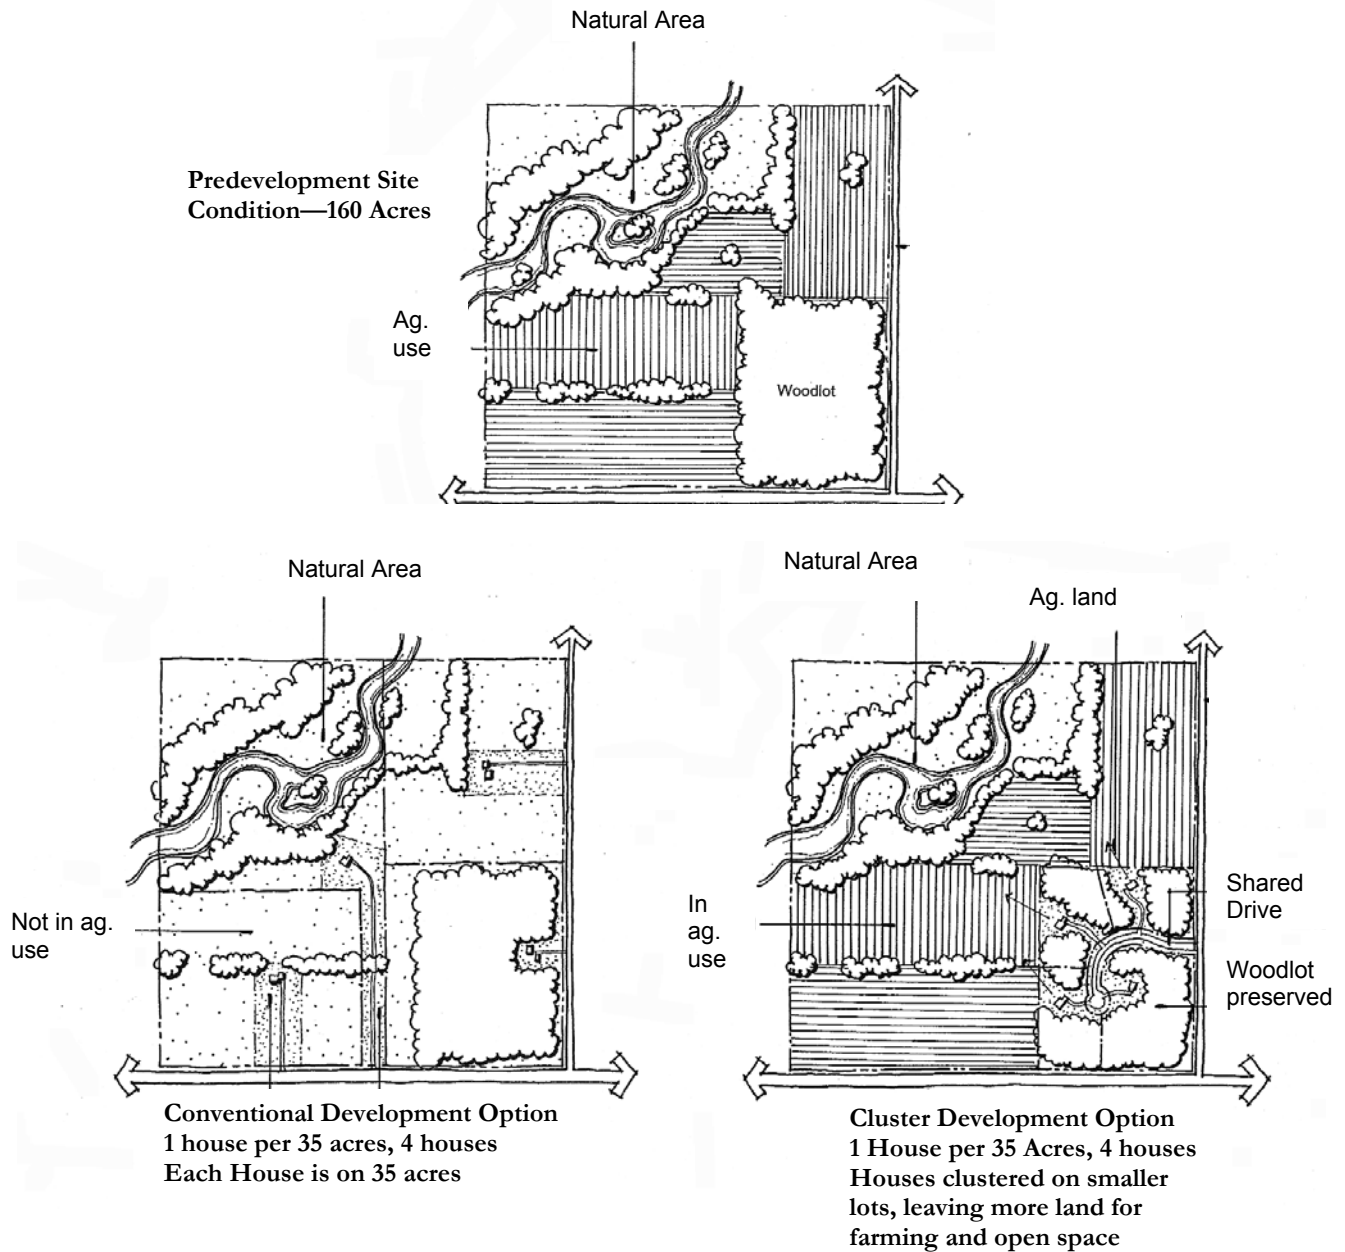 Natural Area
Predevelopment Site
Condition—160 Acres
Ag.
use
Woodlot
Natural Area
Not in ag.
use
Conventional Development Option
1 house per 35 acres, 4 houses
Each House is on 35 acres
Natural Area
Ag. land
In
ag.
use
Shared
Drive
Woodlot
preserved
Cluster Development Option
1 House per 35 Acres, 4 houses
Houses clustered on smaller
lots, leaving more land for
farming and open space